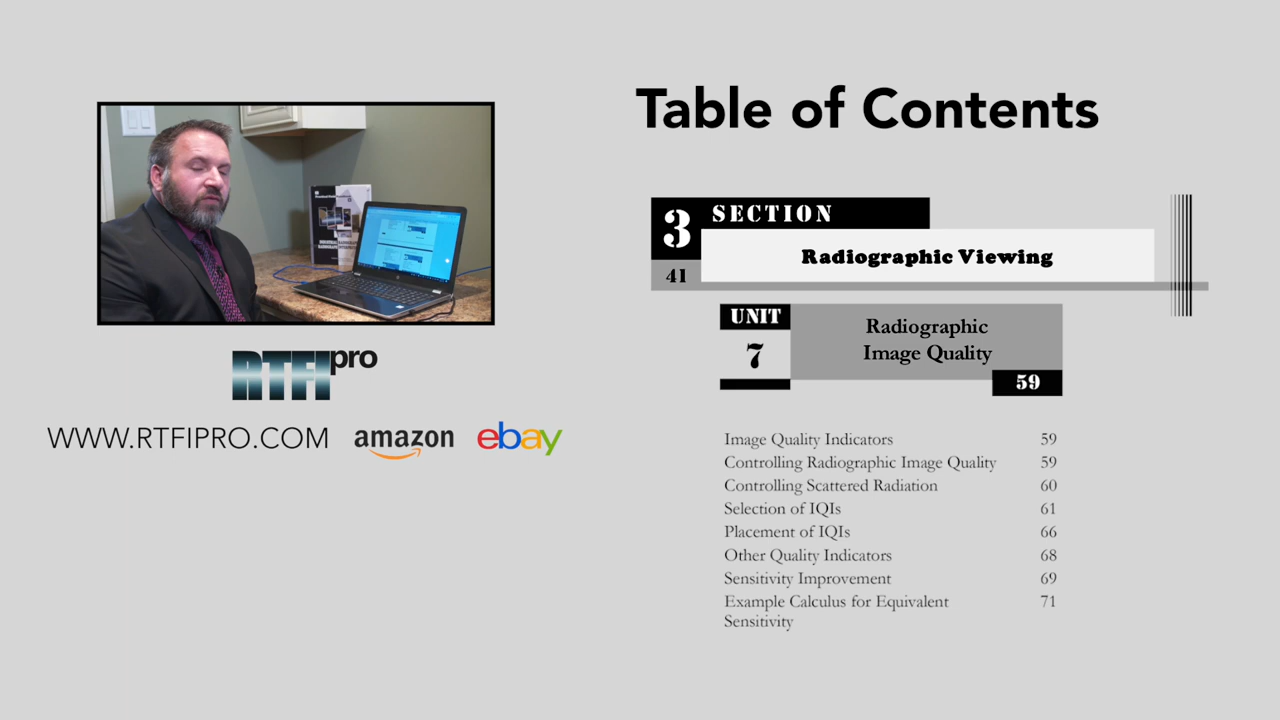 Table of Contents
3 SECTION
Radiographic Viewing
41
UNIT
7
Radiographic
Image Quality
59
Image Quality Indicators 59
Controlling Radiographic Image Quality 59
Controlling Scattered Radiation 60
Selection of IQIs 61
Placement of IQIs 66
Other Quality Indicators 68
Sensitivity Improvement 69
Example Calculus for Equivalent 71
Sensitivity
RTFIpro
WWW.RTFIPRO.COM amazon ebay